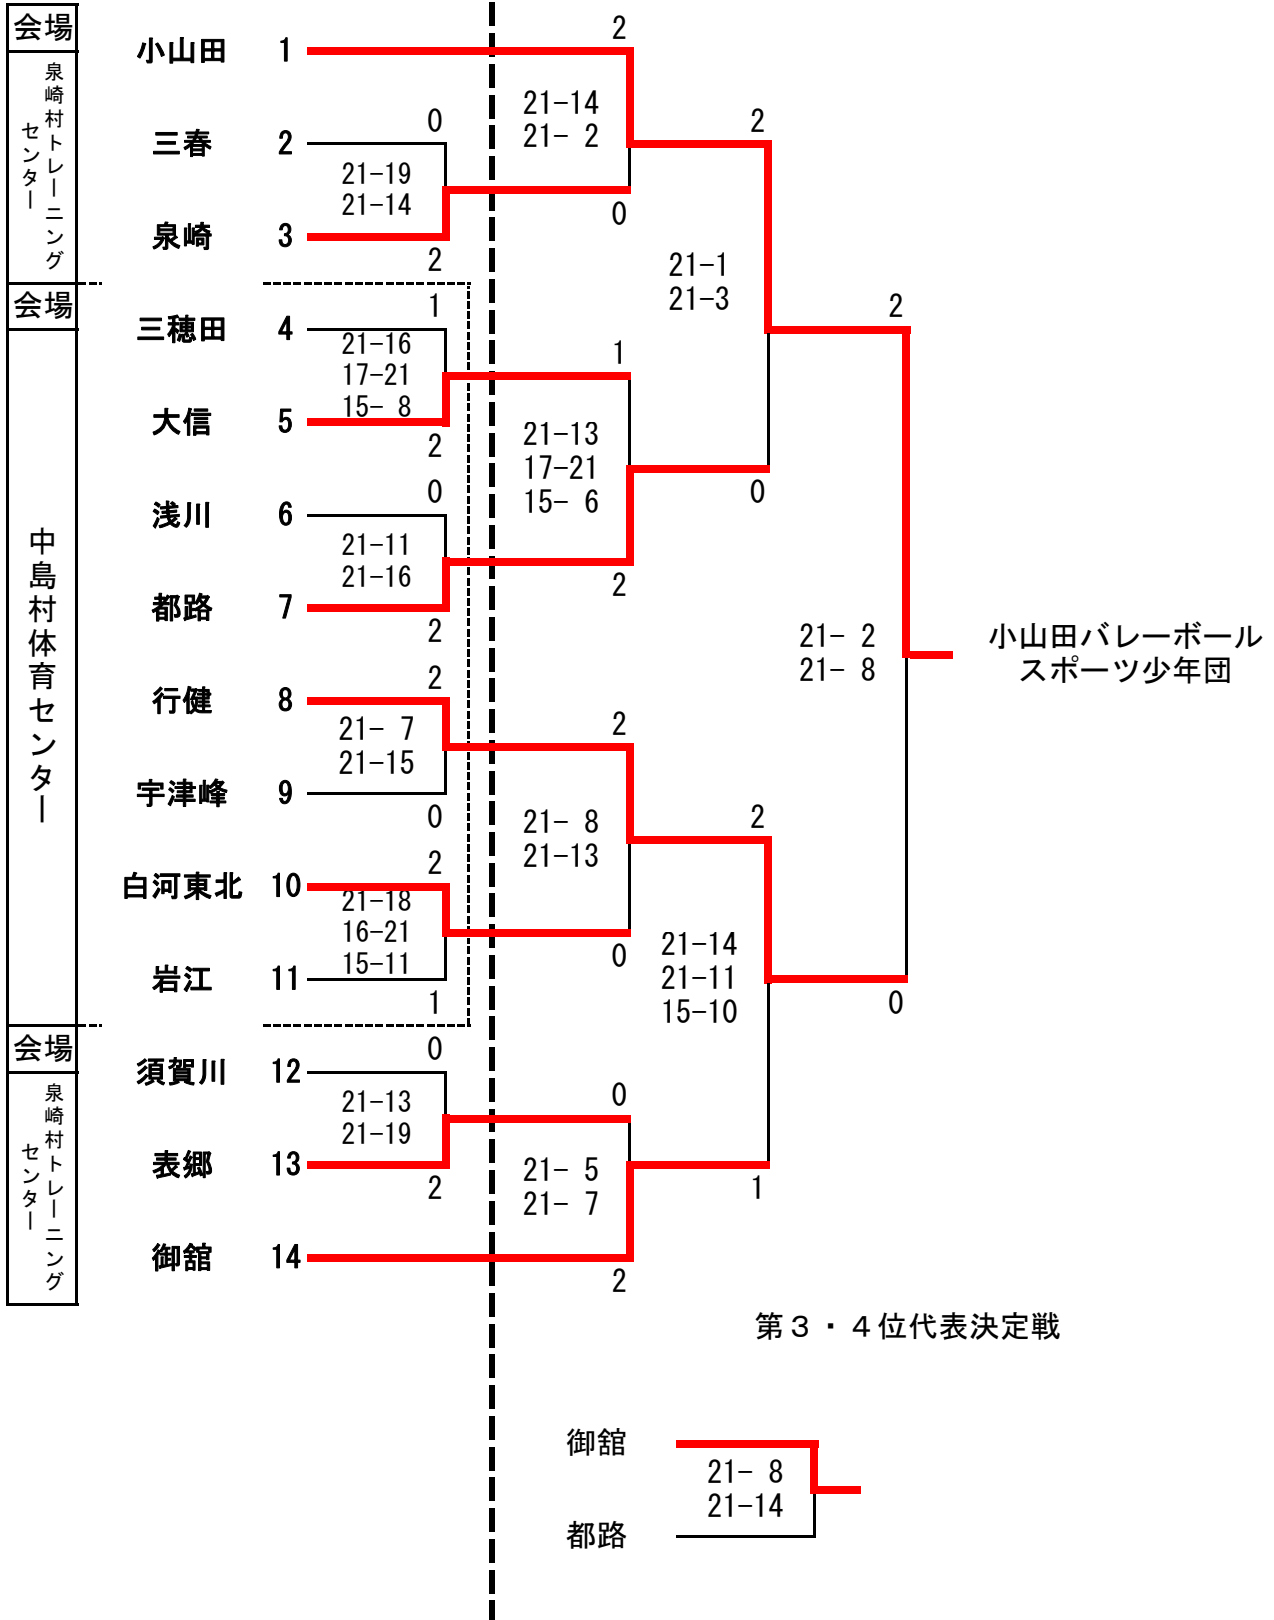 会場
泉崎村トレーニング
センター
会場
中島村体育センター
会場
泉崎村トレーニング
センター
小山田 1
三春 2
泉崎 3
三穂田 4
大信 5
浅川 6
都路 7
行健 8
宇津峰 9
白河東北 10
岩江 11
須賀川 12
表郷 13
御舘 14
0
21-19
21-14
2
1
21-16
17-21
15- 8
2
0
21-11
21-16
2
2
21- 7
21-15
0
2
21-18
16-21
15-11
1
0
21-13
21-19
2
2
21-14
21- 2
0
1
21-13
17-21
15- 6
2
2
21- 8
21-13
0
0
21- 5
21- 7
2
2
21-1
21-3
0
2
21-14
21-11
15-10
1
2
21- 2
21- 8
0
小山田バレーボール
スポーツ少年団
第３・４位代表決定戦
御舘
21- 8
21-14
都路